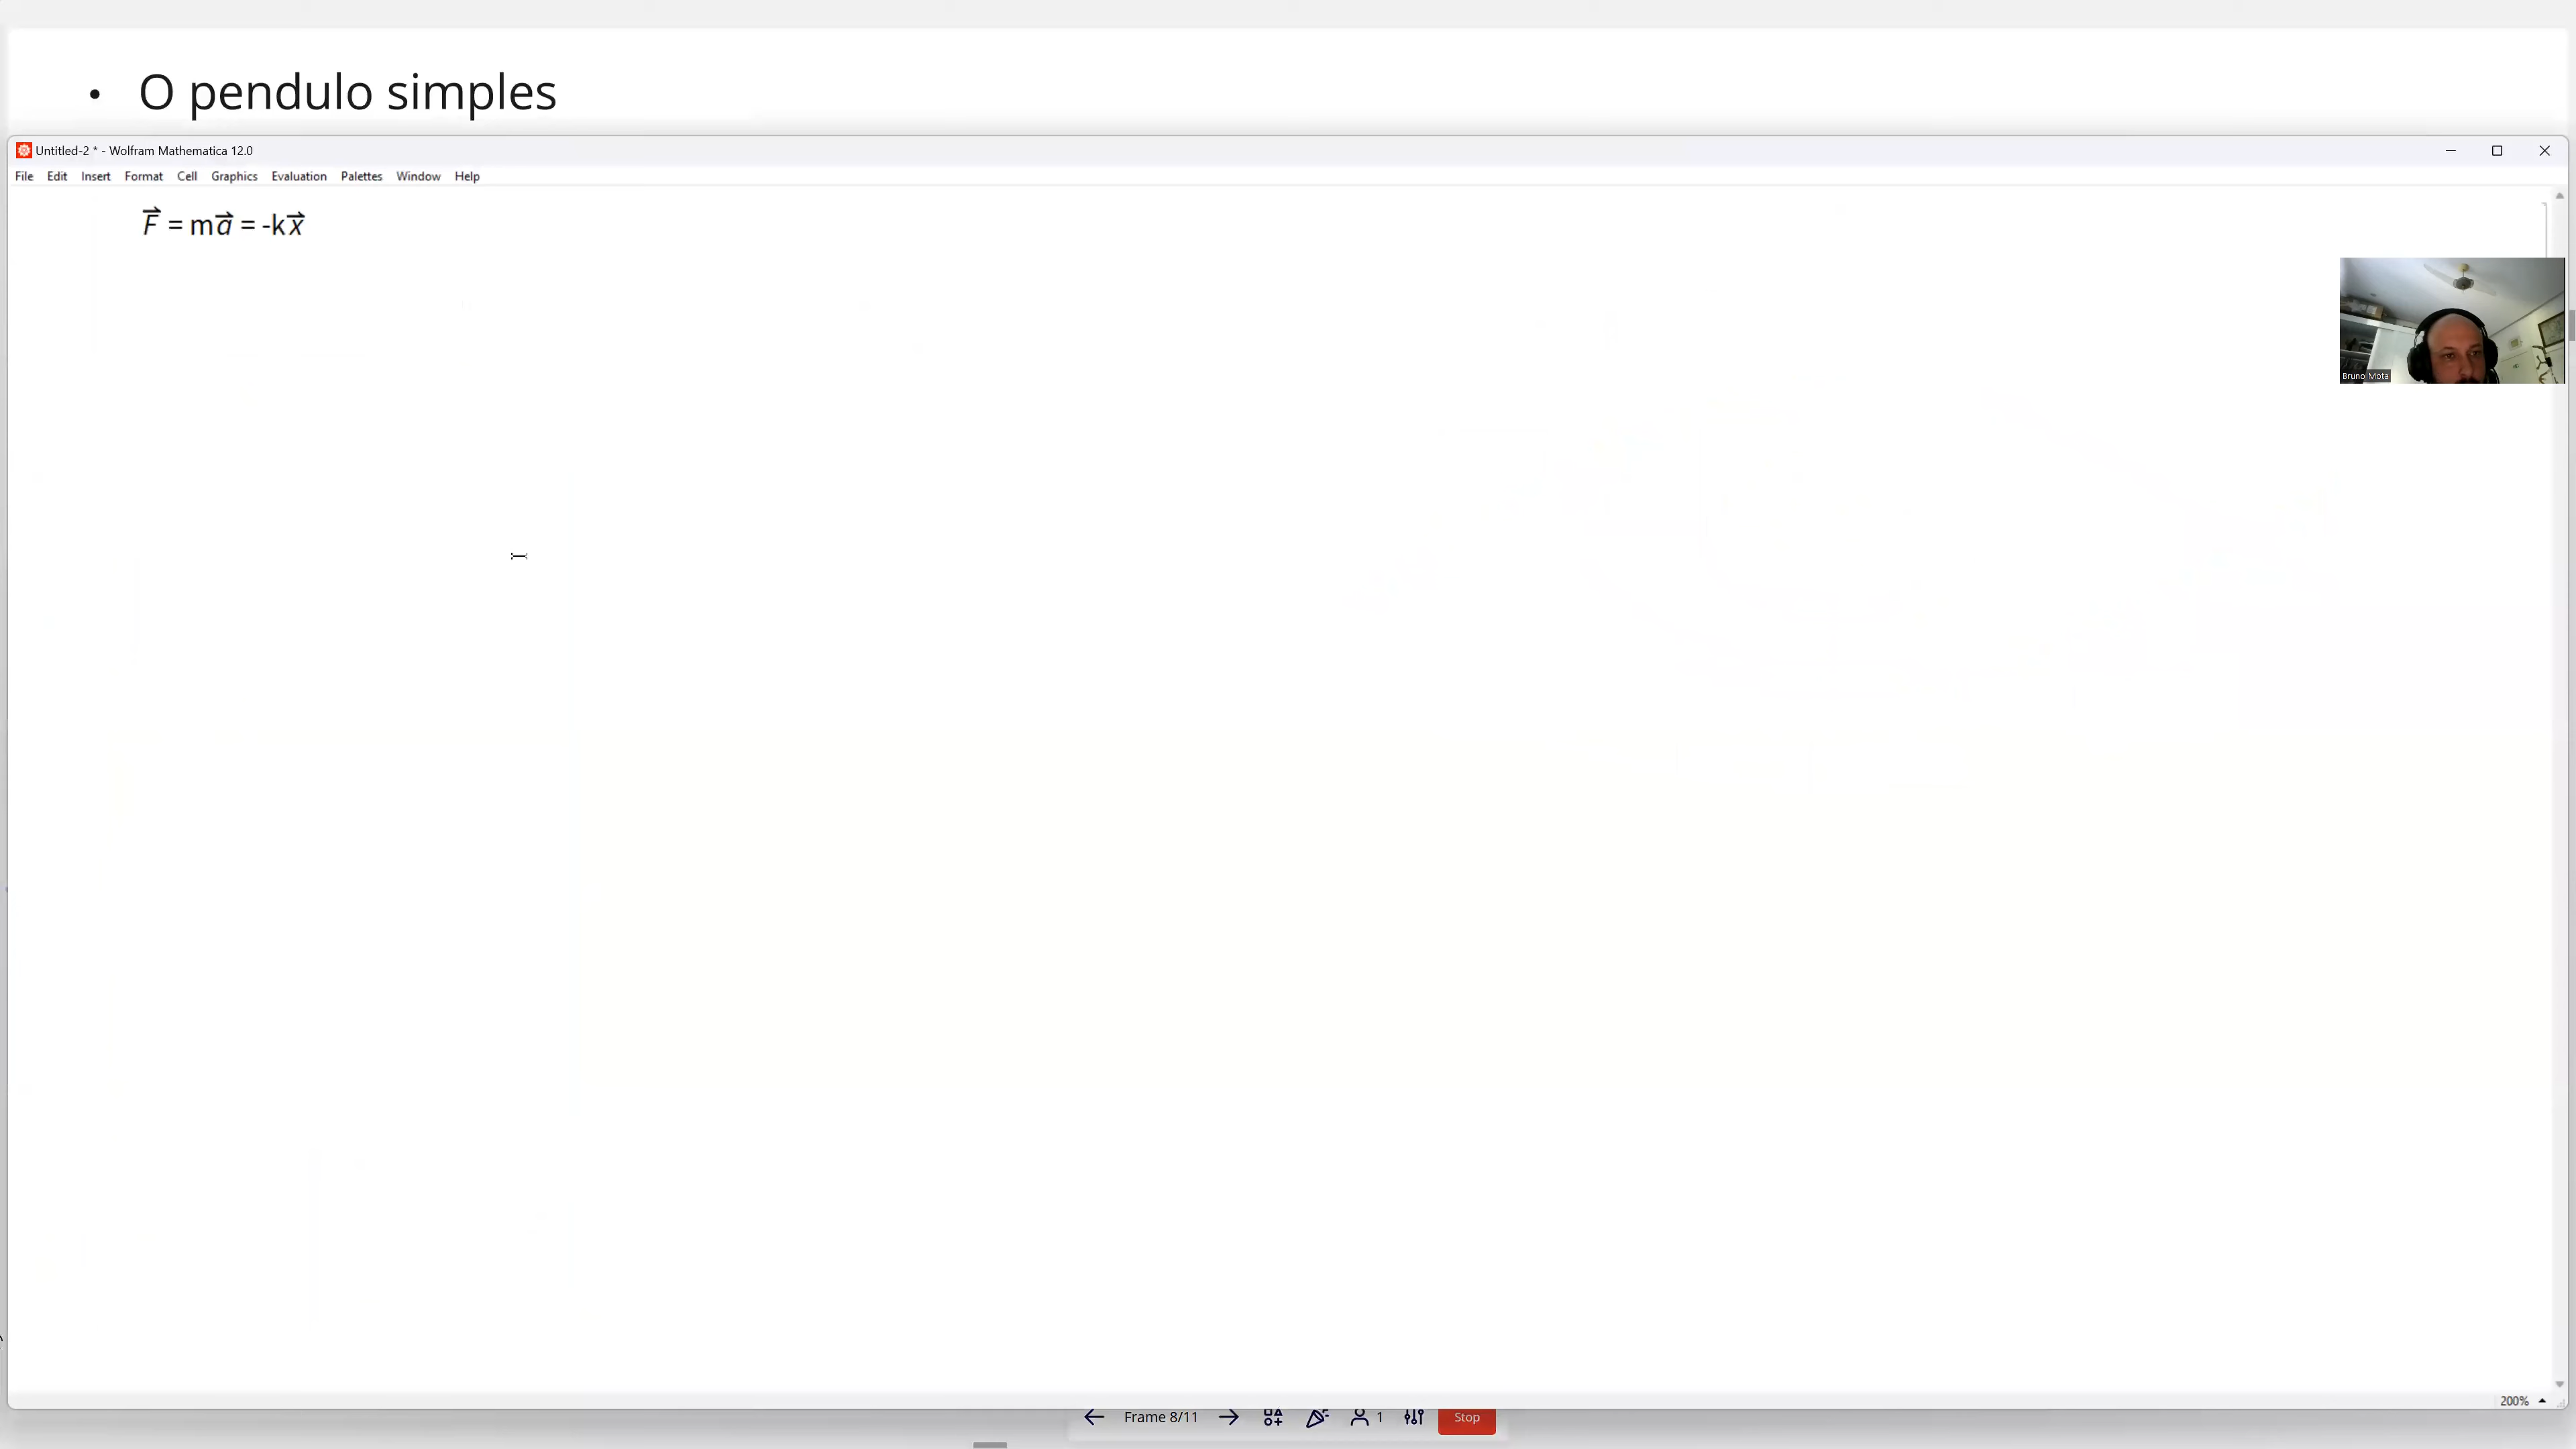 • O pendulo simples
Untitled-2 * - Wolfram Mathematica 12.0
File Edit Insert Format Cell Graphics Evaluation Palettes Window Help
F⃗ = ma⃗ = -kx⃗
Bruno Mota
200%
Frame 8/11 1 Stop